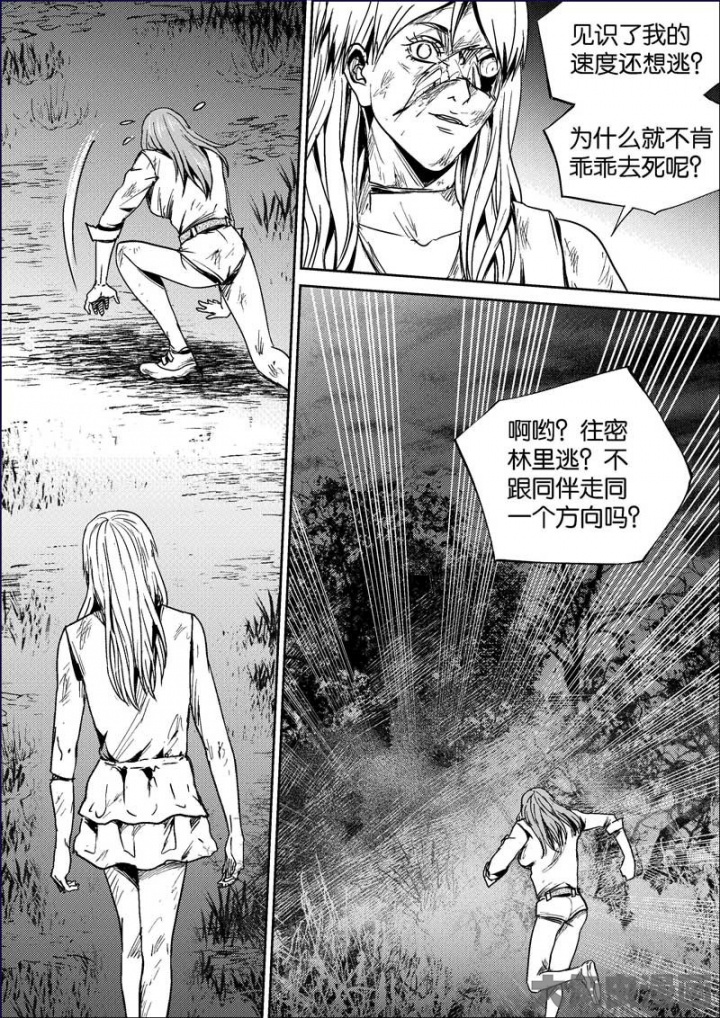 见识了我的
速度还想逃？
为什么就不肯
乖乖去死呢？
啊哟？往密
林里逃？不
跟同伴走同
一个方向吗？